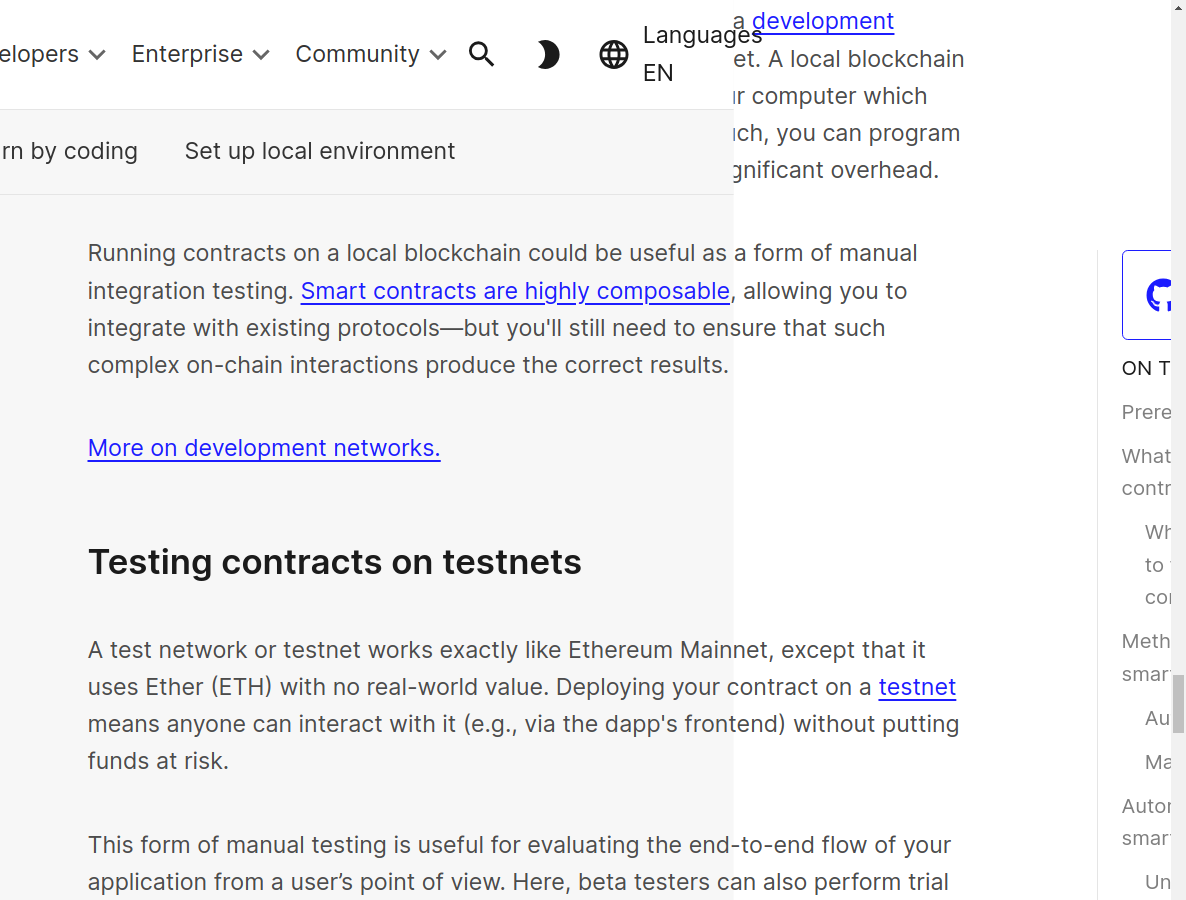 elopers
Enterprise
Community
Languages
EN
rn by coding
Set up local environment
a development
et. A local blockchain
ur computer which
uch, you can program
gnificant overhead.
Running contracts on a local blockchain could be useful as a form of manual
integration testing. Smart contracts are highly composable, allowing you to
integrate with existing protocols—but you'll still need to ensure that such
complex on-chain interactions produce the correct results.
More on development networks.
Testing contracts on testnets
A test network or testnet works exactly like Ethereum Mainnet, except that it
uses Ether (ETH) with no real-world value. Deploying your contract on a testnet
means anyone can interact with it (e.g., via the dapp's frontend) without putting
funds at risk.
This form of manual testing is useful for evaluating the end-to-end flow of your
application from a user’s point of view. Here, beta testers can also perform trial
ON T
Prere
What
contr
Wh
to
con
Meth
smar
Au
Ma
Autor
smar
Un